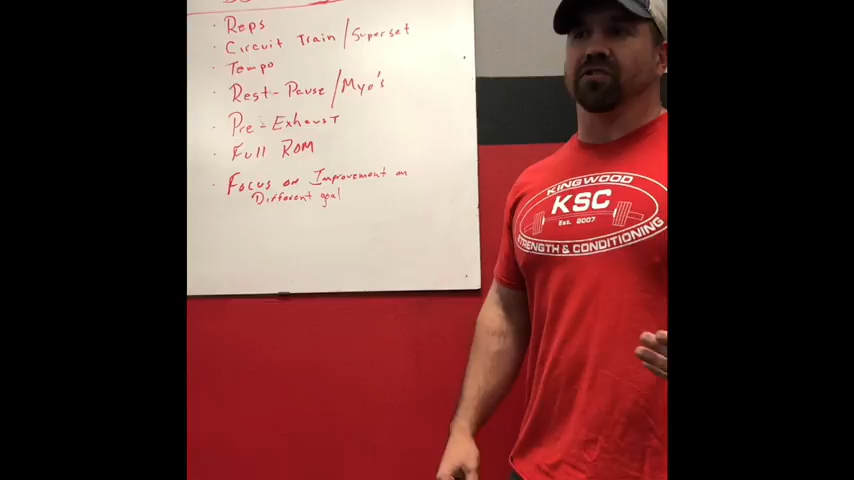 · Reps
· Circuit Train/Superset
· Tempo
· Rest-Pause/Myo's
· Pre-Exhaust
· Full ROM
· Focus on Improvement on
Different goal
KINGWOOD
KSC
Est. 2007
STRENGTH & CONDITIONING